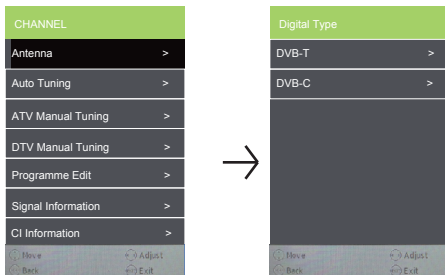 CHANNEL
Antenna >
Auto Tuning >
ATV Manual Tuning >
DTV Manual Tuning >
Programme Edit >
Signal Information >
CI Information >
Move Adjust
Back Exit
Digital Type
DVB-T >
DVB-C >
Move Adjust
Back Exit